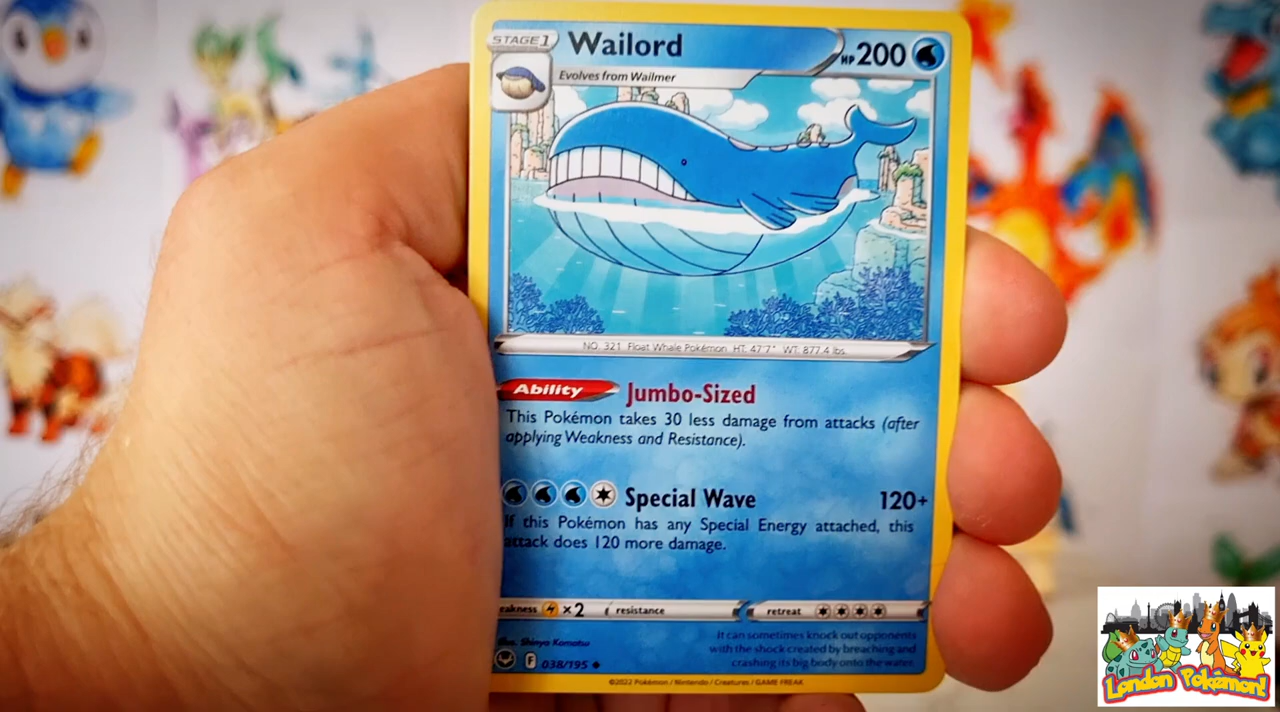 STAGE 1
Wailord
HP 200
Evolves from Wailmer
NO. 321 Float Whale Pokémon HT: 47'7" WT: 877.4 lbs.
Ability Jumbo-Sized
This Pokémon takes 30 less damage from attacks (after
applying Weakness and Resistance).
Special Wave 120+
If this Pokémon has any Special Energy attached, this
attack does 120 more damage.
eakness ×2 resistance retreat
Illus. Shinya Komatsu
It can sometimes knock out opponents
with the shock created by breaching and
crashing its big body onto the water.
F 038/195
©2022 Pokémon / Nintendo / Creatures / GAME FREAK
London Pokémon!